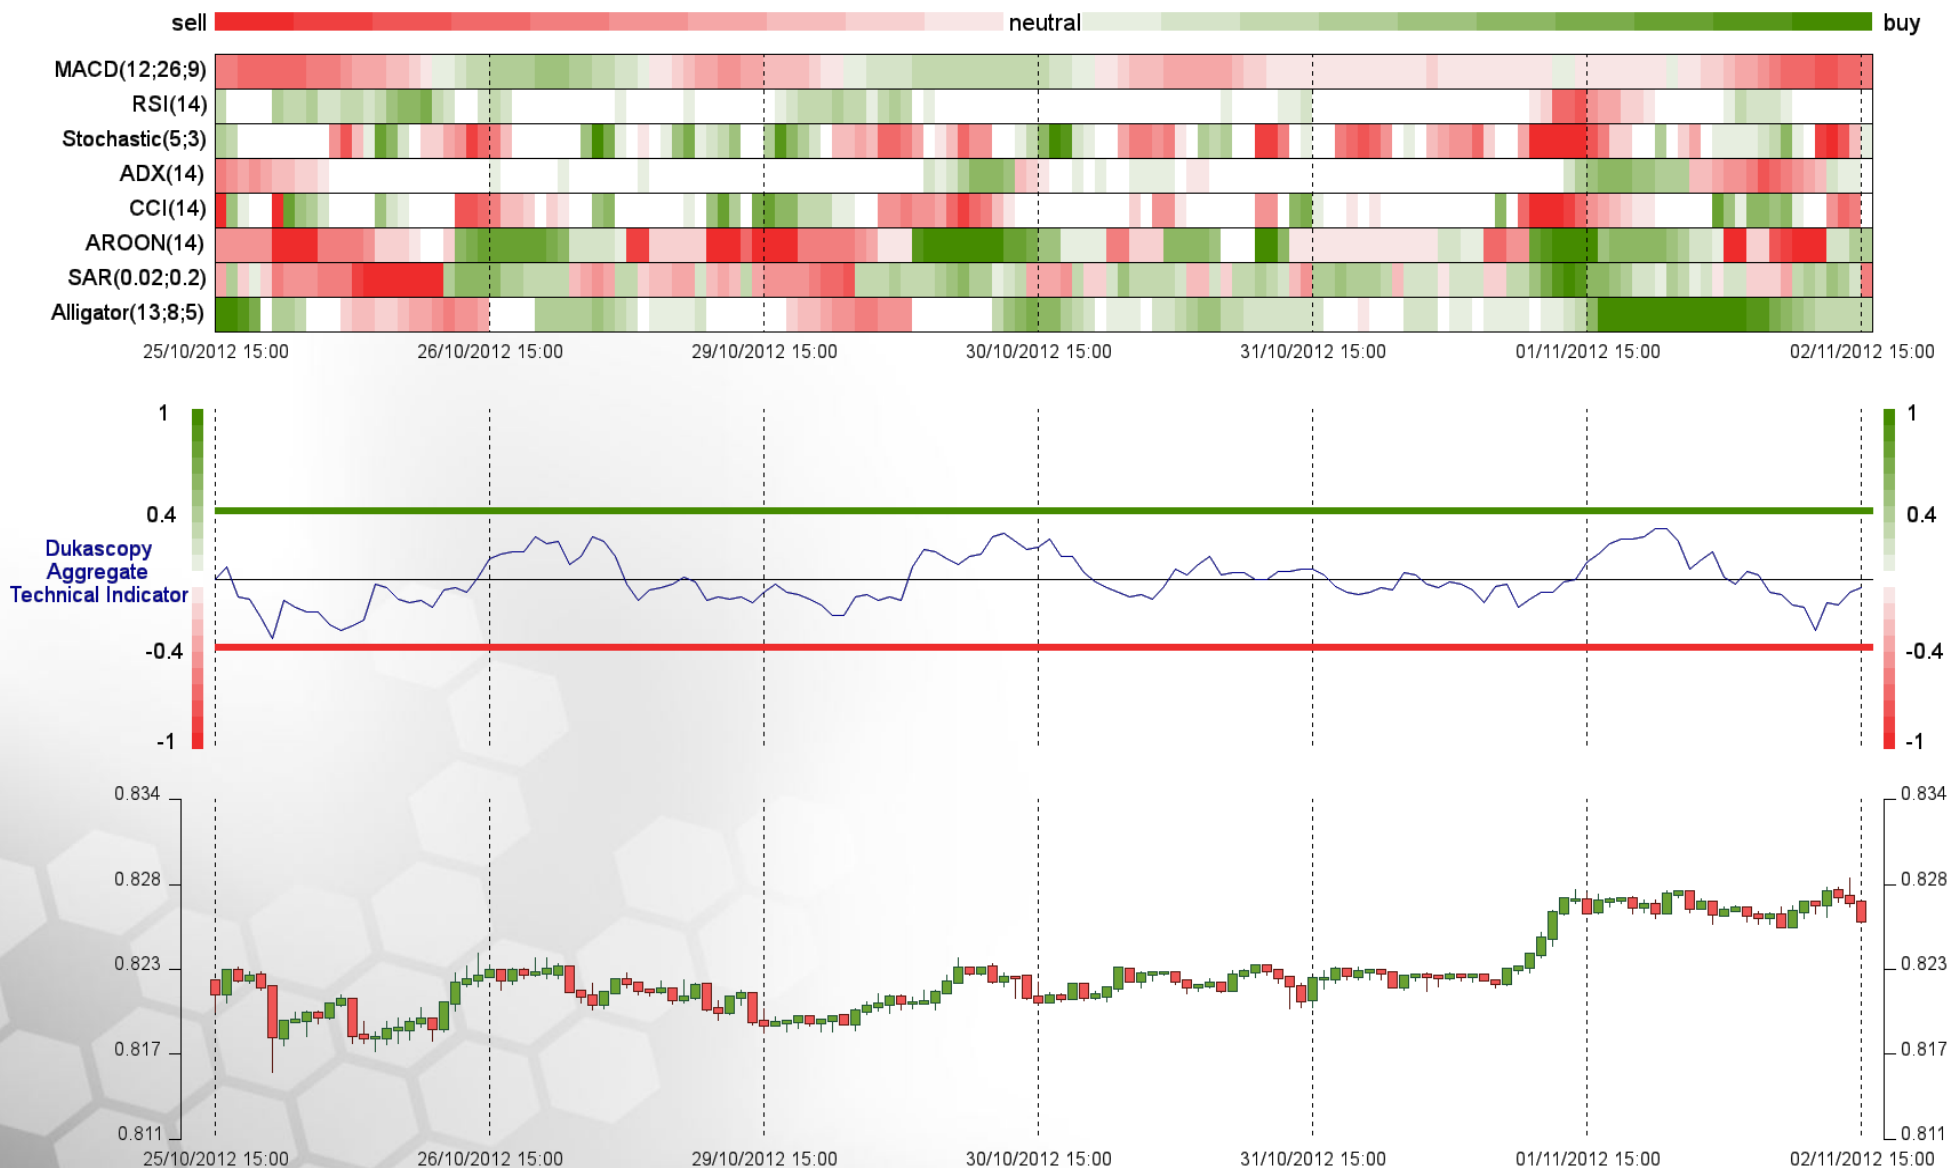 sell neutral buy
MACD(12;26;9)
RSI(14)
Stochastic(5;3)
ADX(14)
CCI(14)
AROON(14)
SAR(0.02;0.2)
Alligator(13;8;5)
25/10/2012 15:00 26/10/2012 15:00 29/10/2012 15:00 30/10/2012 15:00 31/10/2012 15:00 01/11/2012 15:00 02/11/2012 15:00
1 1
0.4 0.4
Dukascopy
Aggregate
Technical Indicator
-0.4 -0.4
-1 -1
0.834 0.834
0.828 0.828
0.823 0.823
0.817 0.817
0.811 0.811
25/10/2012 15:00 26/10/2012 15:00 29/10/2012 15:00 30/10/2012 15:00 31/10/2012 15:00 01/11/2012 15:00 02/11/2012 15:00